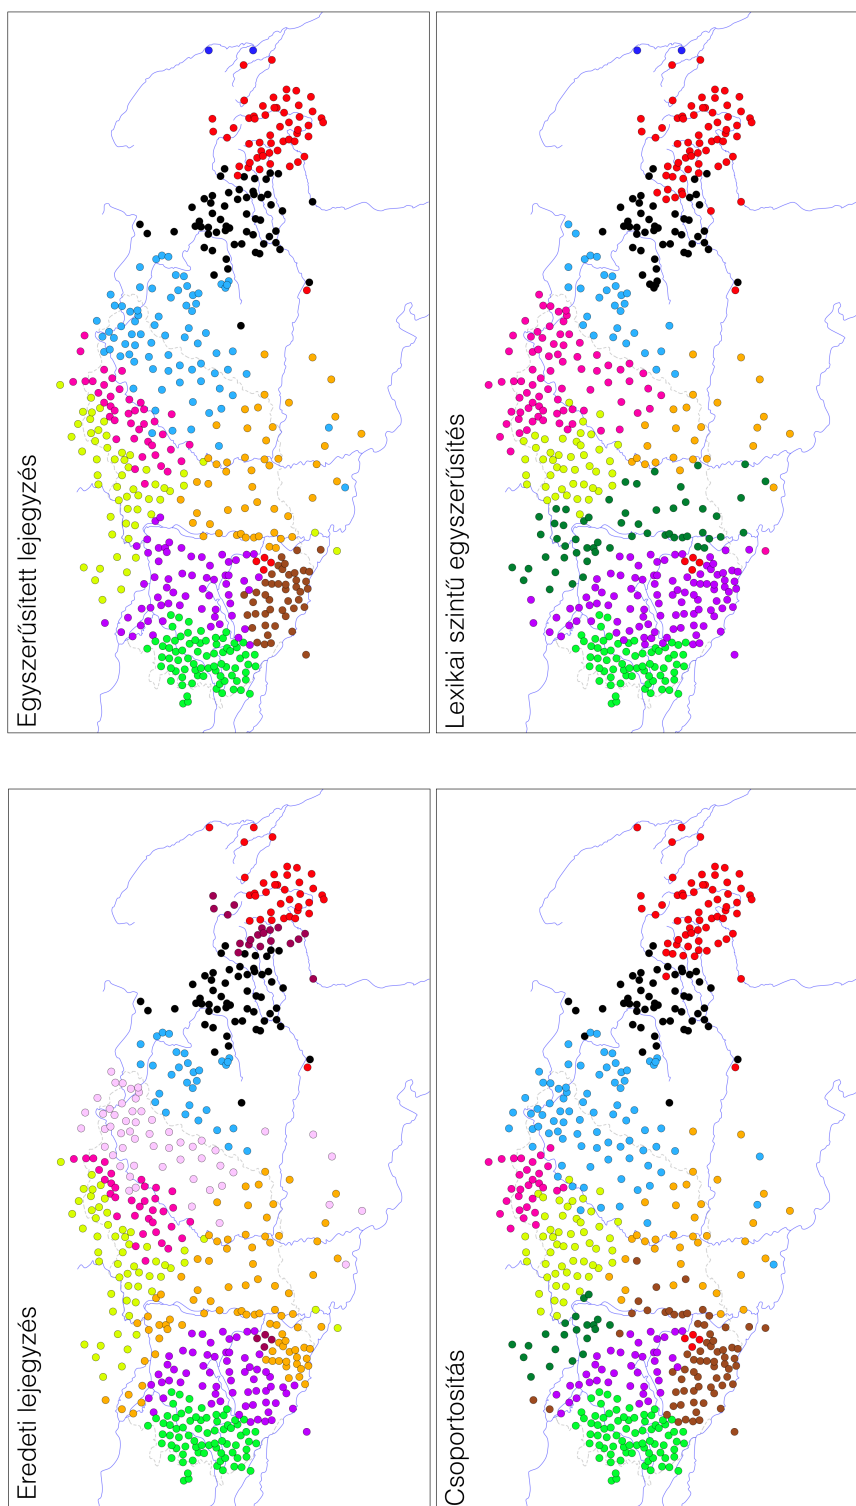 Eredeti lejegyzés
Egyszerűsített lejegyzés
Csoportosítás
Lexikai szintű egyszerűsítés